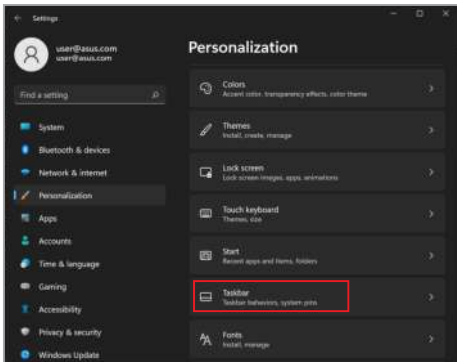 Settings
user@asus.com
user@asus.com
Find a setting
System
Bluetooth & devices
Network & internet
Personalization
Apps
Accounts
Time & language
Gaming
Accessibility
Privacy & security
Windows Update
Personalization
Colors
Accent color, transparency effects, color theme
Themes
Install, create, manage
Lock screen
Lock screen images, apps, animations
Touch keyboard
Themes, size
Start
Recent apps and items, folders
Taskbar
Taskbar behaviors, system pins
Fonts
Install, manage